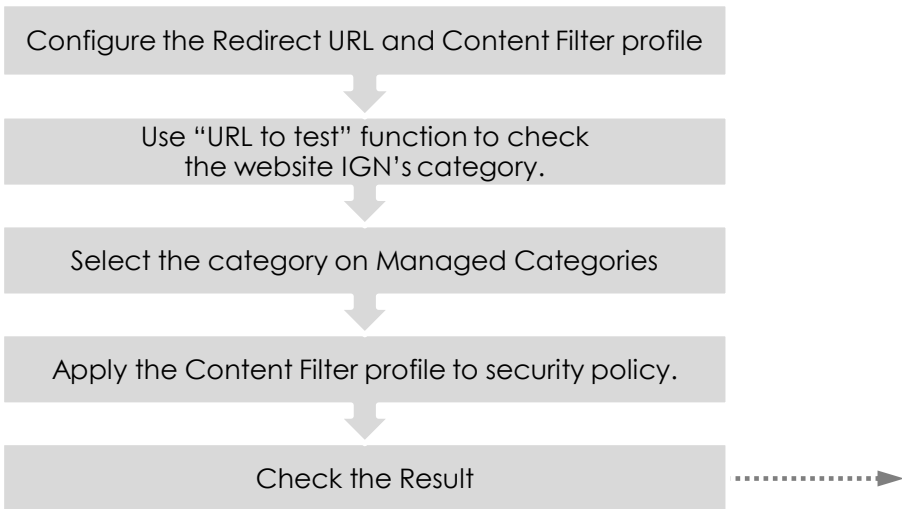 Configure the Redirect URL and Content Filter profile
Use “URL to test” function to check
the website IGN’s category.
Select the category on Managed Categories
Apply the Content Filter profile to security policy.
Check the Result